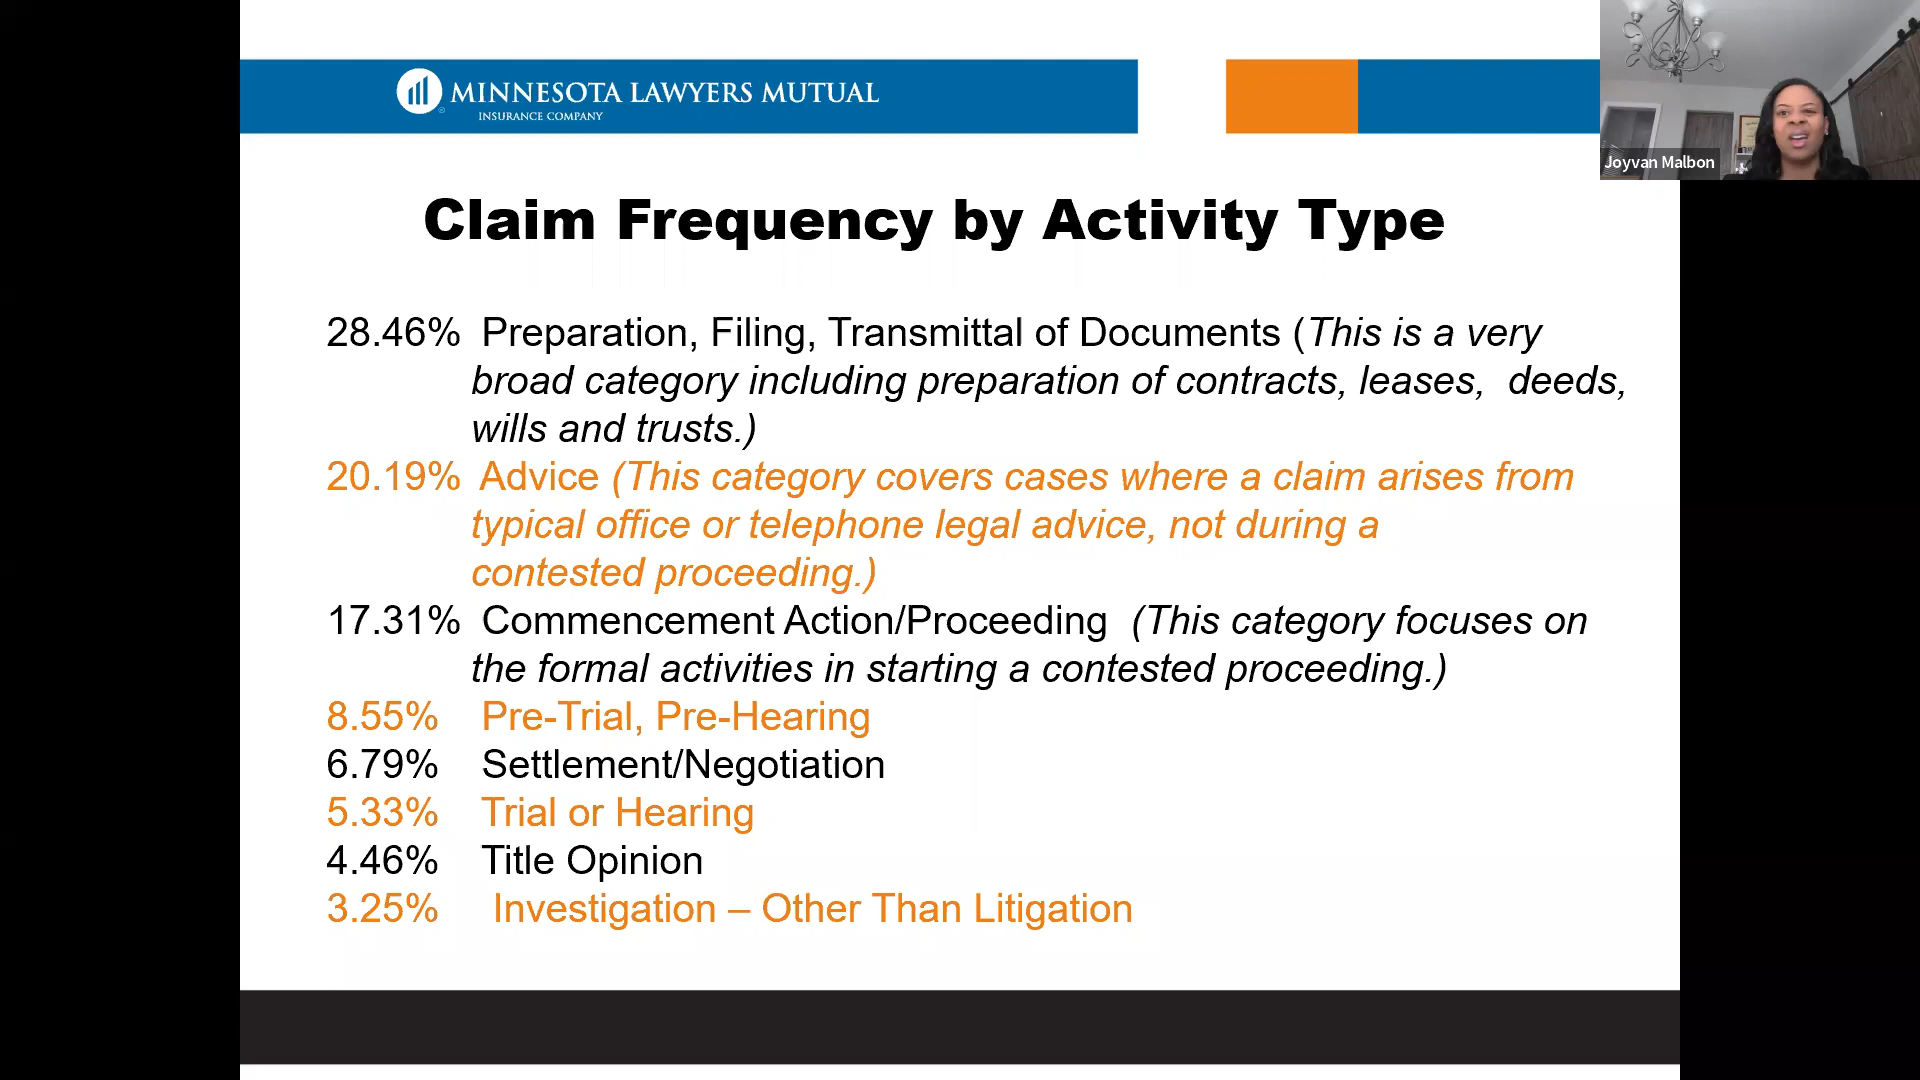 MINNESOTA LAWYERS MUTUAL
INSURANCE COMPANY
Joyvan Malbon
Claim Frequency by Activity Type
28.46% Preparation, Filing, Transmittal of Documents (This is a very
broad category including preparation of contracts, leases, deeds,
wills and trusts.)
20.19% Advice (This category covers cases where a claim arises from
typical office or telephone legal advice, not during a
contested proceeding.)
17.31% Commencement Action/Proceeding (This category focuses on
the formal activities in starting a contested proceeding.)
8.55% Pre-Trial, Pre-Hearing
6.79% Settlement/Negotiation
5.33% Trial or Hearing
4.46% Title Opinion
3.25% Investigation – Other Than Litigation